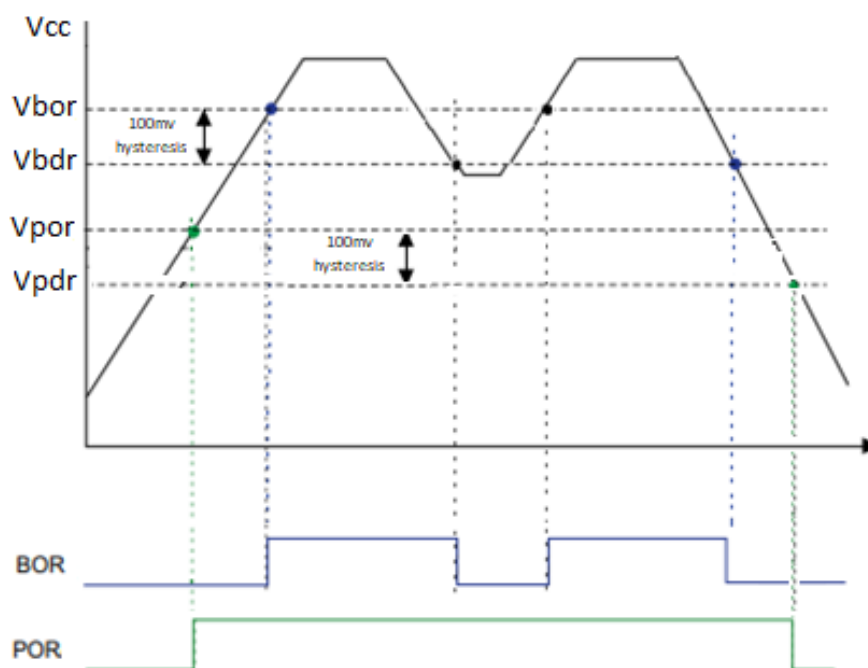 Vcc
Vbor
100mv
hysteresis
Vbdr
Vpor
100mv
hysteresis
Vpdr
BOR
POR